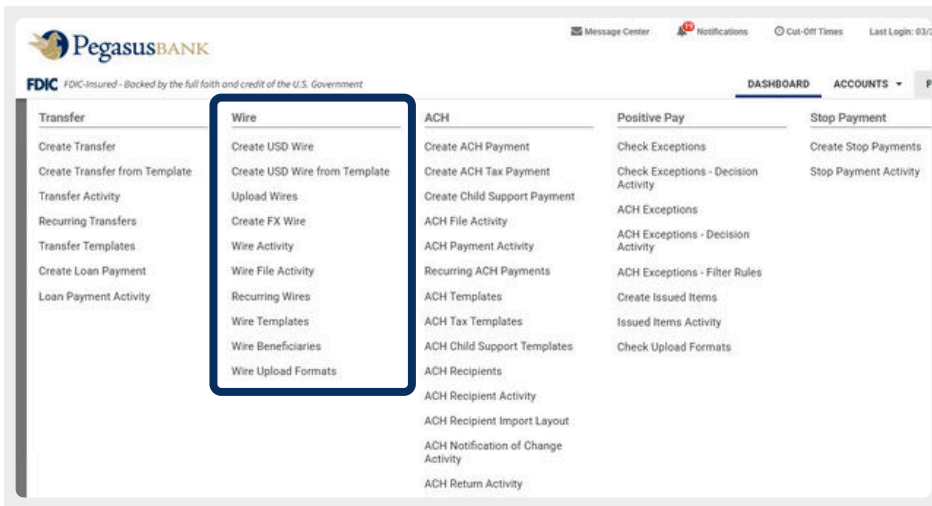 PEGASUSBANK
Message Center
19
Notifications
Cut-Off Times
Last Login: 03/
FDIC FDIC-Insured - Backed by the full faith and credit of the U.S. Government
DASHBOARD
ACCOUNTS
Transfer
Create Transfer
Create Transfer from Template
Transfer Activity
Recurring Transfers
Transfer Templates
Create Loan Payment
Loan Payment Activity
Wire
Create USD Wire
Create USD Wire from Template
Upload Wires
Create FX Wire
Wire Activity
Wire File Activity
Recurring Wires
Wire Templates
Wire Beneficiaries
Wire Upload Formats
ACH
Create ACH Payment
Create ACH Tax Payment
Create Child Support Payment
ACH File Activity
ACH Payment Activity
Recurring ACH Payments
ACH Templates
ACH Tax Templates
ACH Child Support Templates
ACH Recipients
ACH Recipient Activity
ACH Recipient Import Layout
ACH Notification of Change
Activity
ACH Return Activity
Positive Pay
Check Exceptions
Check Exceptions - Decision
Activity
ACH Exceptions
ACH Exceptions - Decision
Activity
ACH Exceptions - Filter Rules
Create Issued Items
Issued Items Activity
Check Upload Formats
Stop Payment
Create Stop Payments
Stop Payment Activity